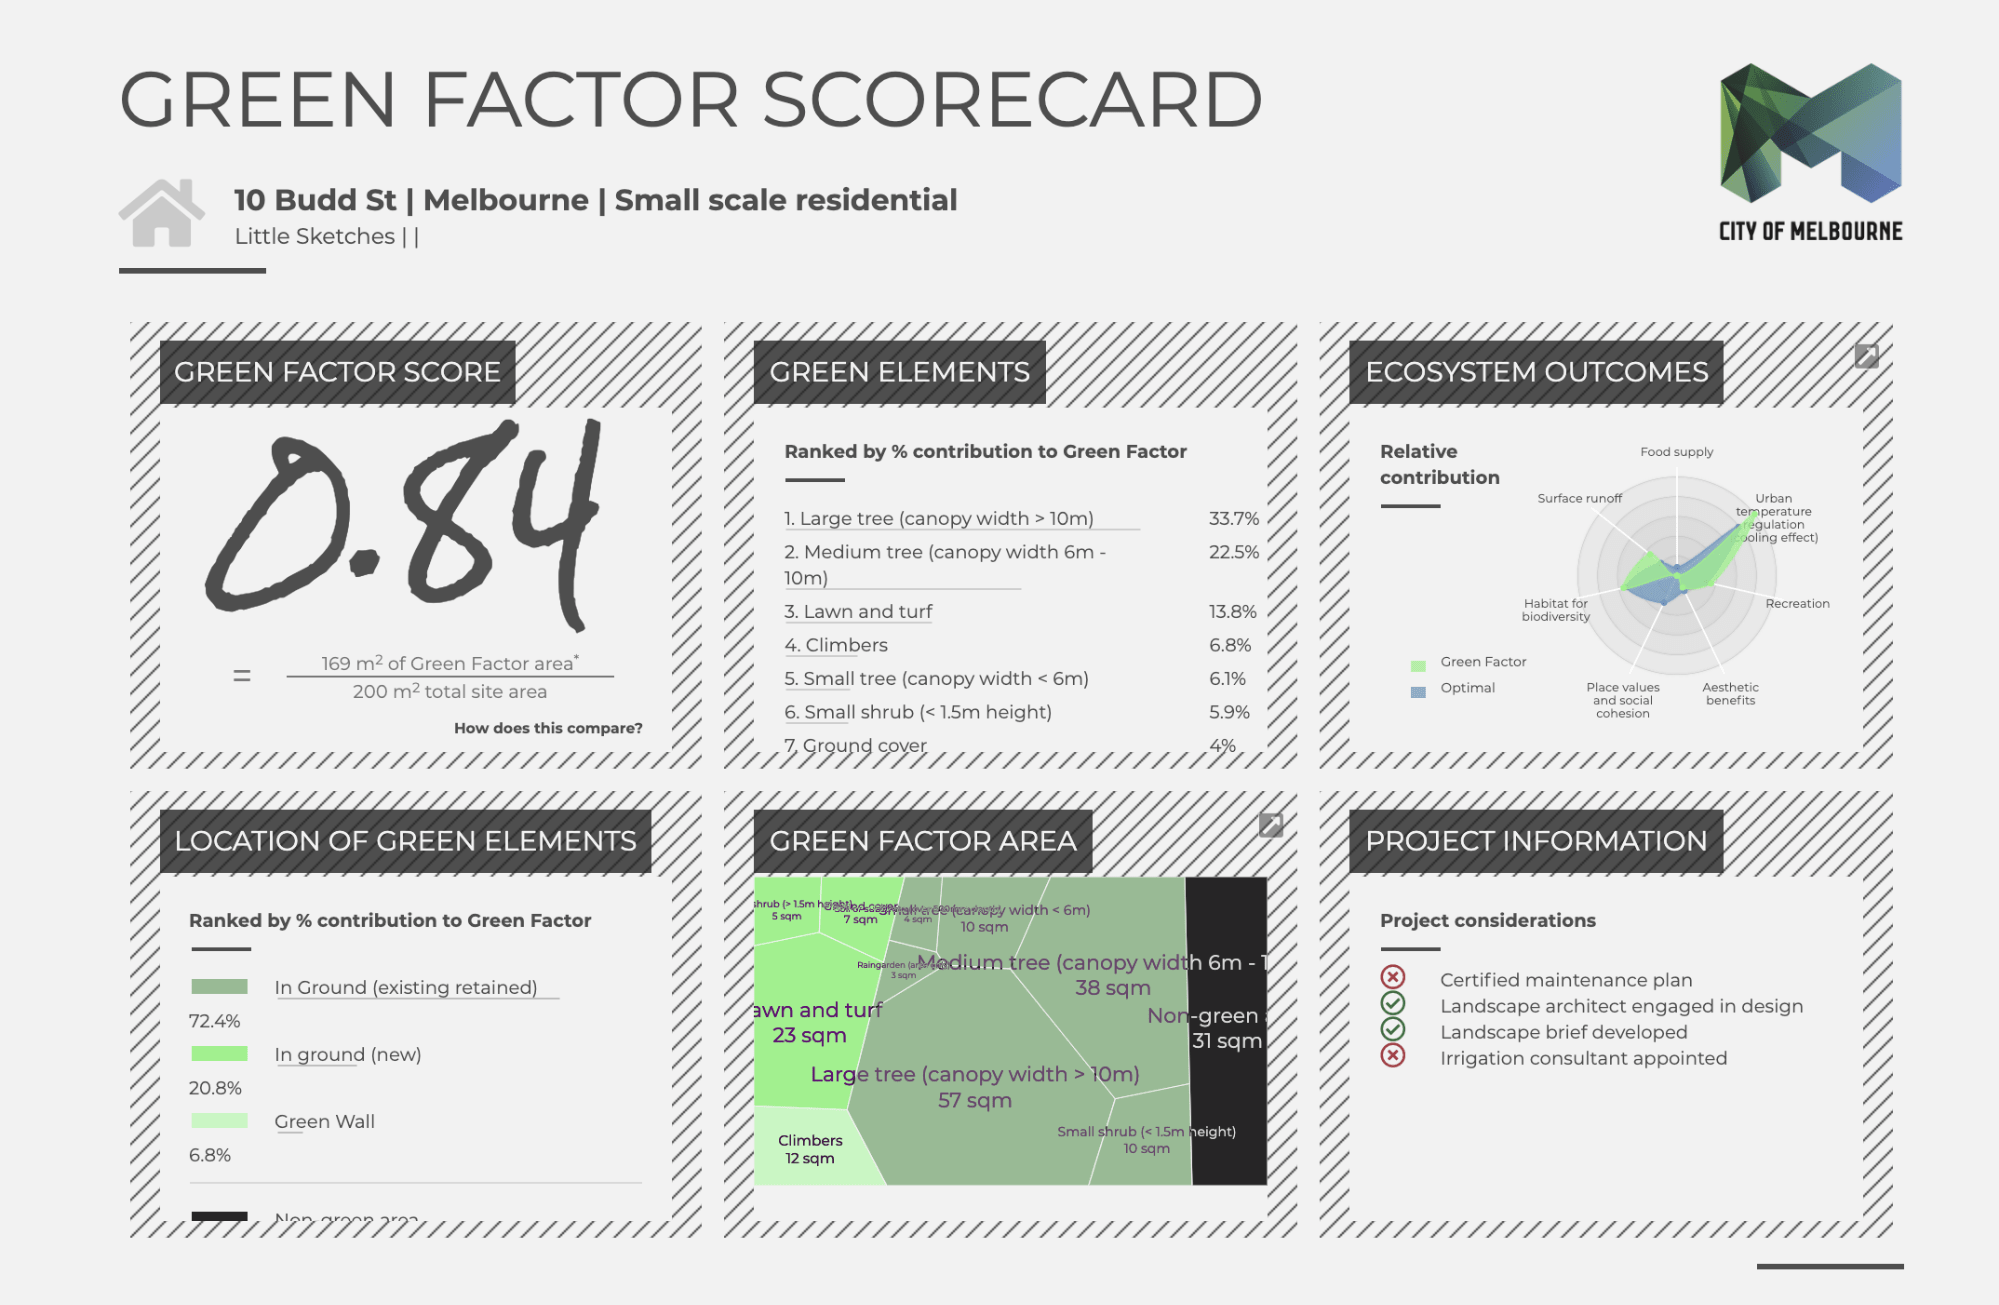 GREEN FACTOR SCORECARD
10 Budd St | Melbourne | Small scale residential
Little Sketches | |
CITY OF MELBOURNE
GREEN FACTOR SCORE
0.84
=
169 m² of Green Factor area*
200 m² total site area
How does this compare?
GREEN ELEMENTS
Ranked by % contribution to Green Factor
1. Large tree (canopy width > 10m) 33.7%
2. Medium tree (canopy width 6m - 22.5%
10m)
3. Lawn and turf 13.8%
4. Climbers 6.8%
5. Small tree (canopy width < 6m) 6.1%
6. Small shrub (< 1.5m height) 5.9%
7. Ground cover 4%
ECOSYSTEM OUTCOMES
Relative
contribution
Food supply
Surface runoff
Urban
temperature
regulation
cooling effect)
Habitat for
biodiversity
Recreation
Place values
and social
cohesion
Aesthetic
benefits
Green Factor
Optimal
LOCATION OF GREEN ELEMENTS
Ranked by % contribution to Green Factor
In Ground (existing retained)
72.4%
In ground (new)
20.8%
Green Wall
6.8%
Non-green area
GREEN FACTOR AREA
shrub (> 1.5m height)
5 sqm
7 sqm
4 sqm
Small tree (canopy width < 6m)
10 sqm
Raingarden
3 sqm
Medium tree (canopy width 6m - 1
38 sqm
awn and turf
23 sqm
Non-green
31 sqm
Large tree (canopy width > 10m)
57 sqm
Climbers
12 sqm
Small shrub (< 1.5m height)
10 sqm
PROJECT INFORMATION
Project considerations
Certified maintenance plan
Landscape architect engaged in design
Landscape brief developed
Irrigation consultant appointed